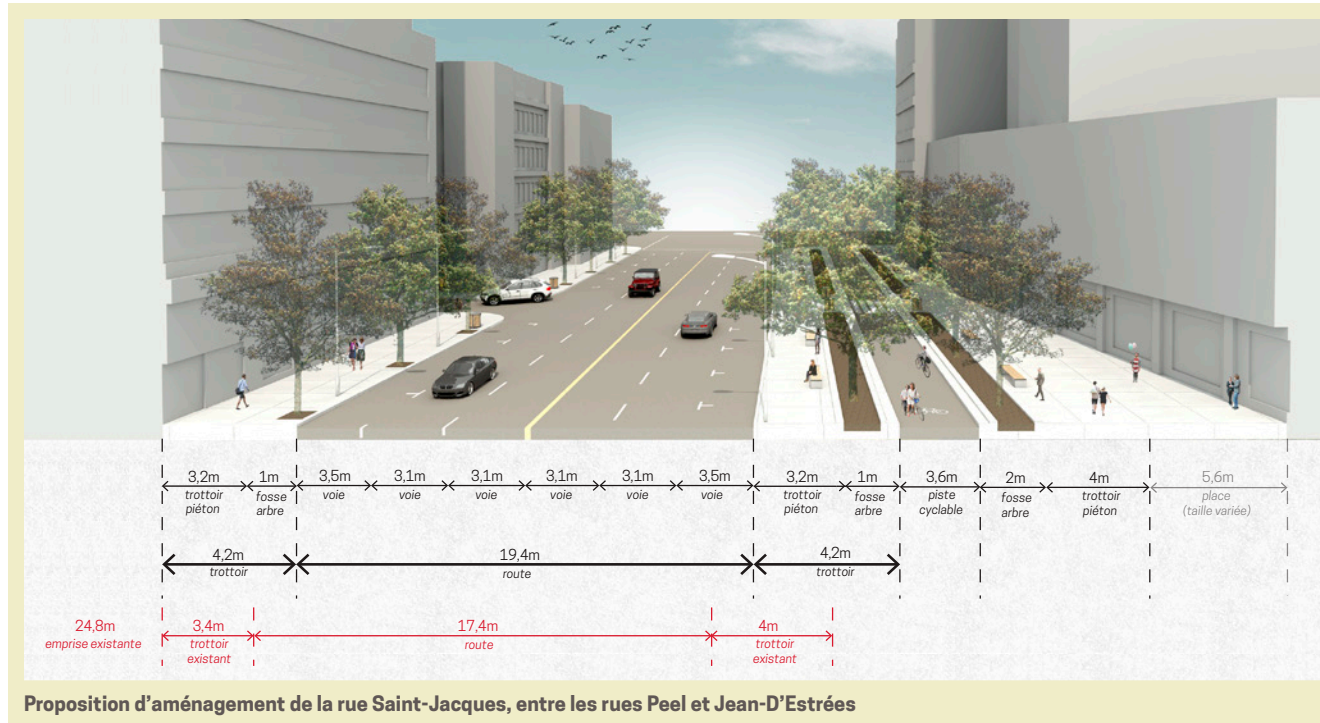 3,2m 1m 3,5m 3,1m 3,1m 3,1m 3,1m 3,5m 3,2m 1m 3,6m 2m 4m 5,6m
trottoir fosse voie voie voie voie voie voie trottoir fosse piste fosse trottoir place
piéton arbre piéton arbre cyclable arbre piéton (taille variée)
4,2m 19,4m 4,2m
trottoir route trottoir
24,8m 3,4m 17,4m 4m
emprise existante trottoir route trottoir
existant existant
Proposition d'aménagement de la rue Saint-Jacques, entre les rues Peel et Jean-D'Estrées